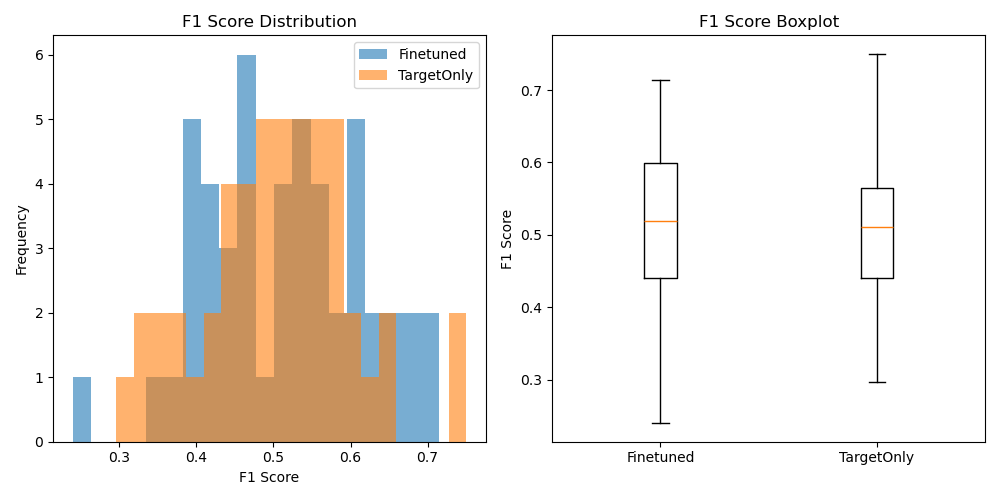 F1 Score Distribution
Finetuned
TargetOnly
Frequency
6
5
4
3
2
1
0
0.3 0.4 0.5 0.6 0.7
F1 Score
F1 Score Boxplot
F1 Score
0.7
0.6
0.5
0.4
0.3
Finetuned TargetOnly